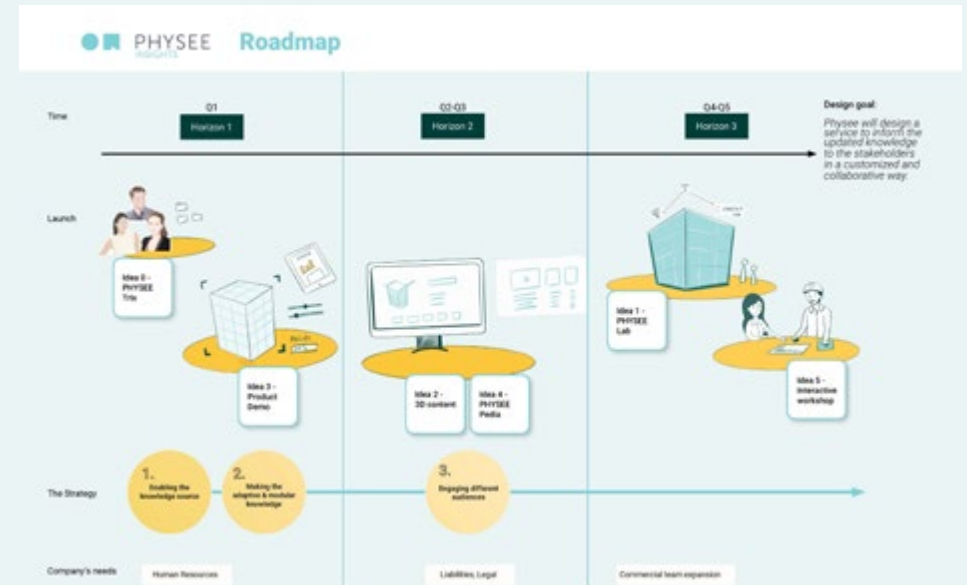 PHYSEE
INSIGHTS
Roadmap
Time
Q1
Horizon 1
Q2-Q3
Horizon 2
Q4-Q5
Horizon 3
Design goal:
Physee will design a
service to inform the
updated knowledge
to the stakeholders
in a customized and
collaborative way.
Launch
Idea 0 -
PHYSEE
Trix
Idea 3 -
Product
Demo
Idea 2 -
3D content
Idea 4 -
PHYSEE
Pedia
Idea 1 -
PHYSEE
Lab
Idea 5 -
Interactive
workshop
The Strategy
1.
Enabling the
knowledge source
2.
Making the
adaptive & modular
knowledge
3.
Engaging different
audiences
Company's needs
Human Resources
Liabilities, Legal
Commercial team expansion